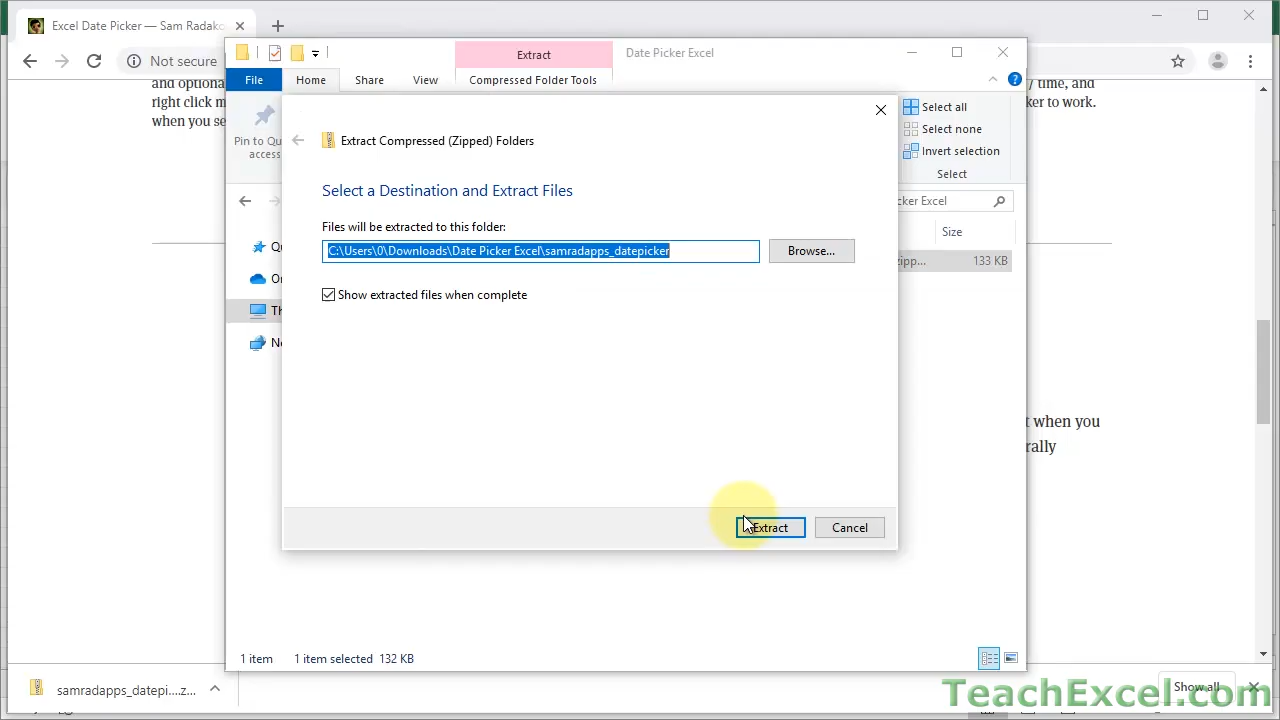 Excel Date Picker — Sam Radako
Not secure
Extract
Date Picker Excel
File
Home
Share
View
Compressed Folder Tools
and optiona
right click m
when you se
y time, and
ker to work.
Pin to Qu
access
Select all
Select none
Invert selection
Select
Extract Compressed (Zipped) Folders
Select a Destination and Extract Files
Files will be extracted to this folder:
C:\Users\0\Downloads\Date Picker Excel\samradapps_datepicker
Browse...
Show extracted files when complete
cker Excel
Size
zipp...
133 KB
t when you
rally
Extract
Cancel
1 item
1 item selected 132 KB
samradapps_datepi....z...
Show all
TeachExcel.com